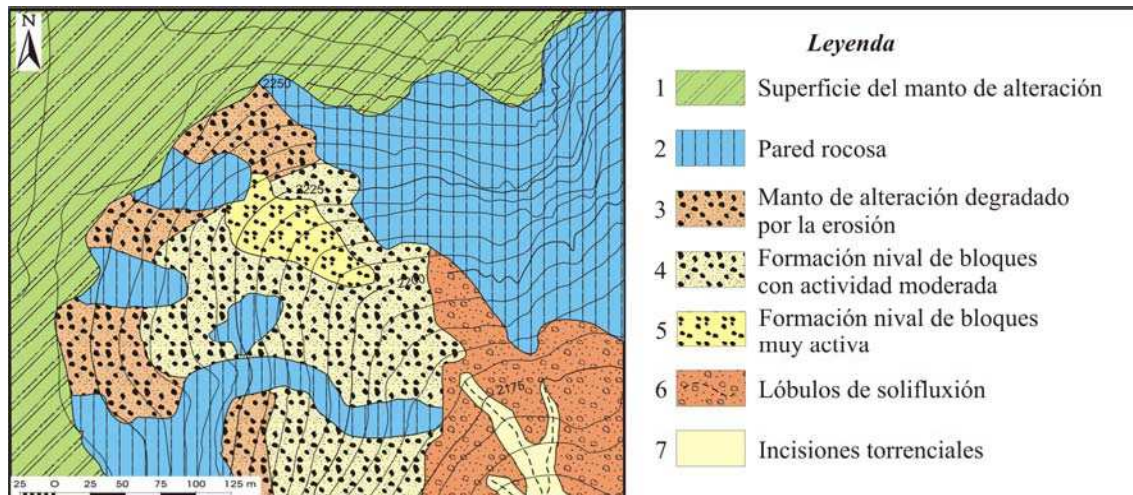 N
2250
2225
2200
2175
25 0 25 50 75 100 125 m
Leyenda
1 Superficie del manto de alteración
2 Pared rocosa
3 Manto de alteración degradado
por la erosión
4 Formación nival de bloques
con actividad moderada
5 Formación nival de bloques
muy activa
6 Lóbulos de solifluxión
7 Incisiones torrenciales